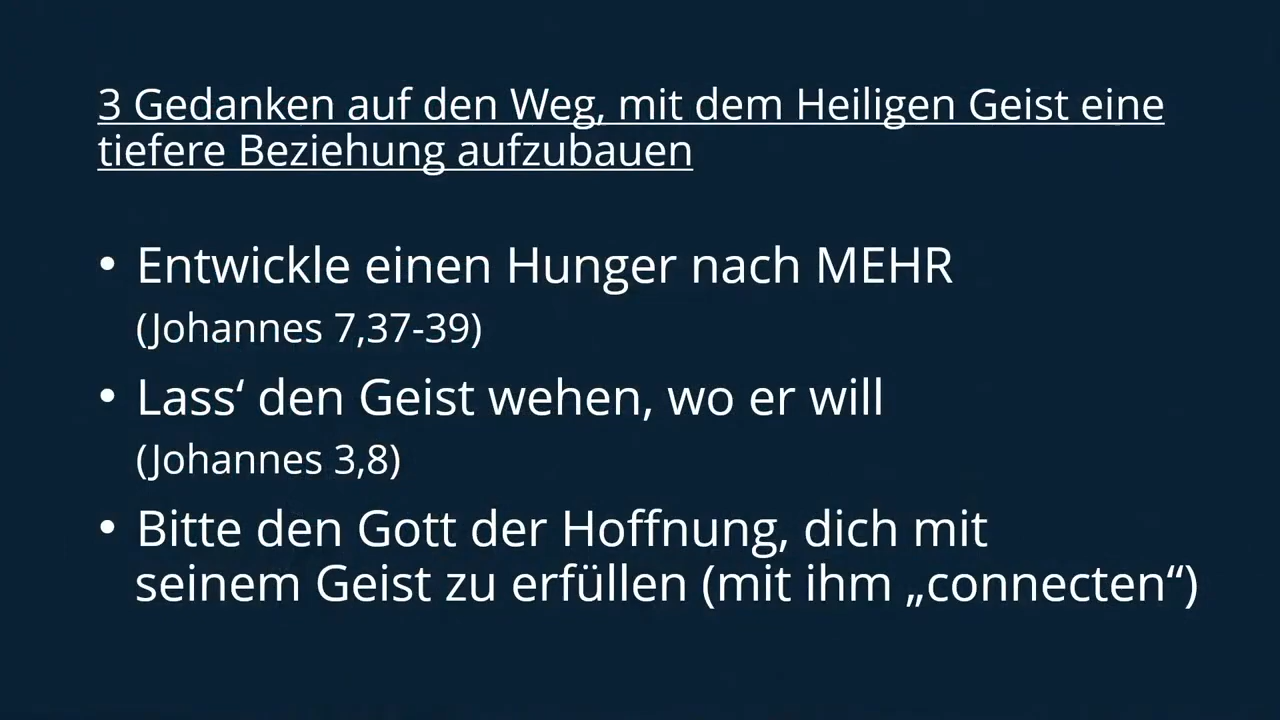 3 Gedanken auf den Weg, mit dem Heiligen Geist eine
tiefere Beziehung aufzubauen
• Entwickle einen Hunger nach MEHR
(Johannes 7,37-39)
• Lass‘ den Geist wehen, wo er will
(Johannes 3,8)
• Bitte den Gott der Hoffnung, dich mit
seinem Geist zu erfüllen (mit ihm „connecten“)